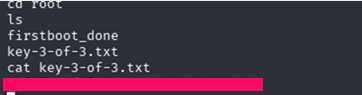 cd root
ls
firstboot_done
key-3-of-3.txt
cat key-3-of-3.txt